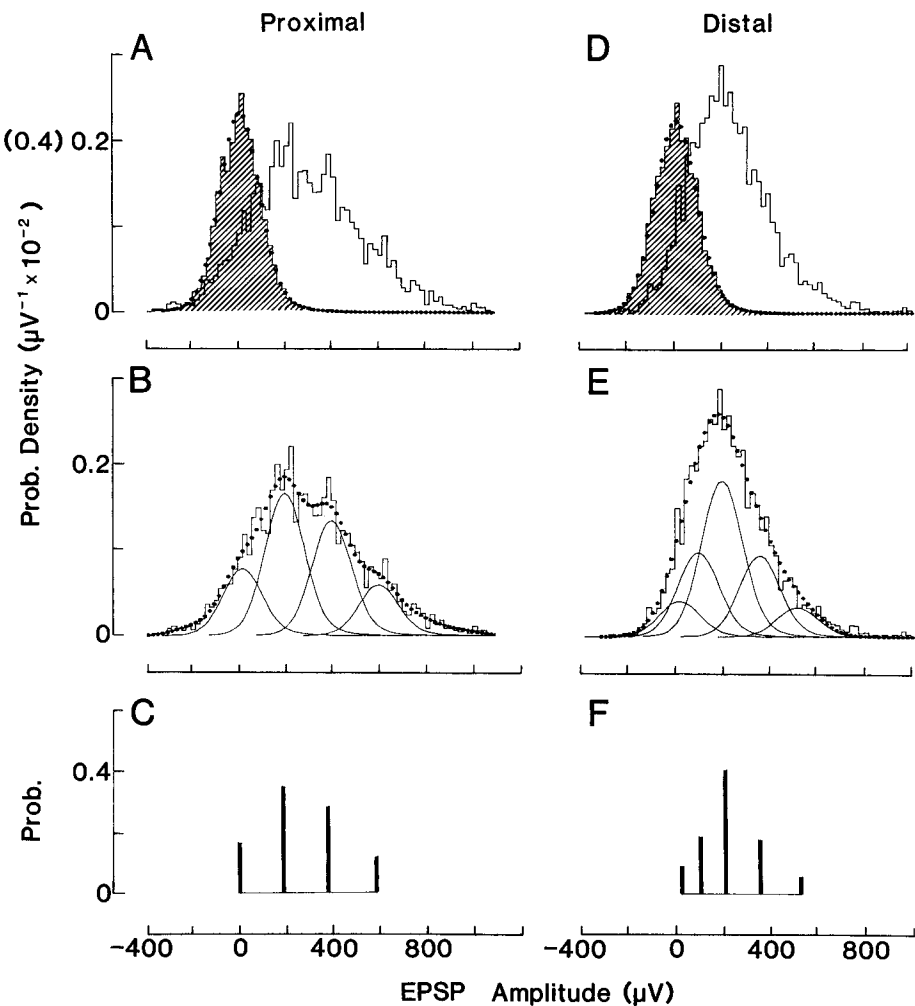 Proximal
Distal
A
D
(0.4) 0.2
0
B
E
0.2
0
Prob. Density (μV⁻¹ × 10⁻²)
C
F
0.4
0
Prob.
-400 0 400 800
-400 0 400 800
EPSP Amplitude (μV)